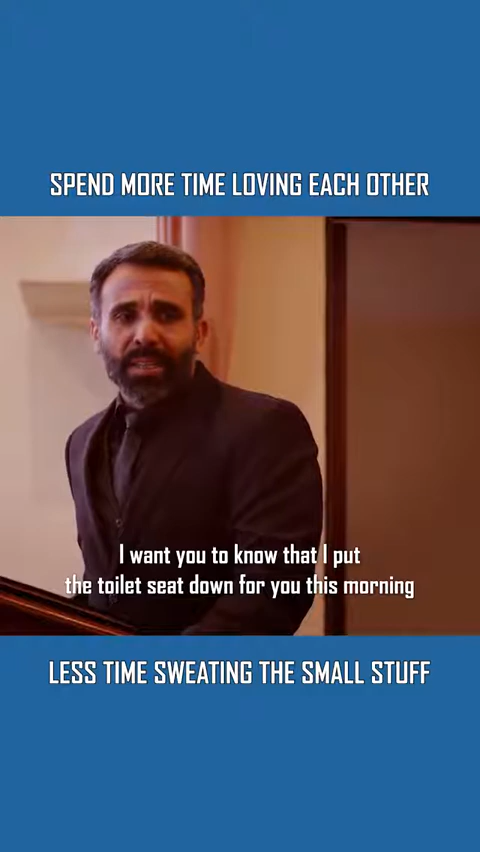 SPEND MORE TIME LOVING EACH OTHER
I want you to know that I put
the toilet seat down for you this morning
LESS TIME SWEATING THE SMALL STUFF